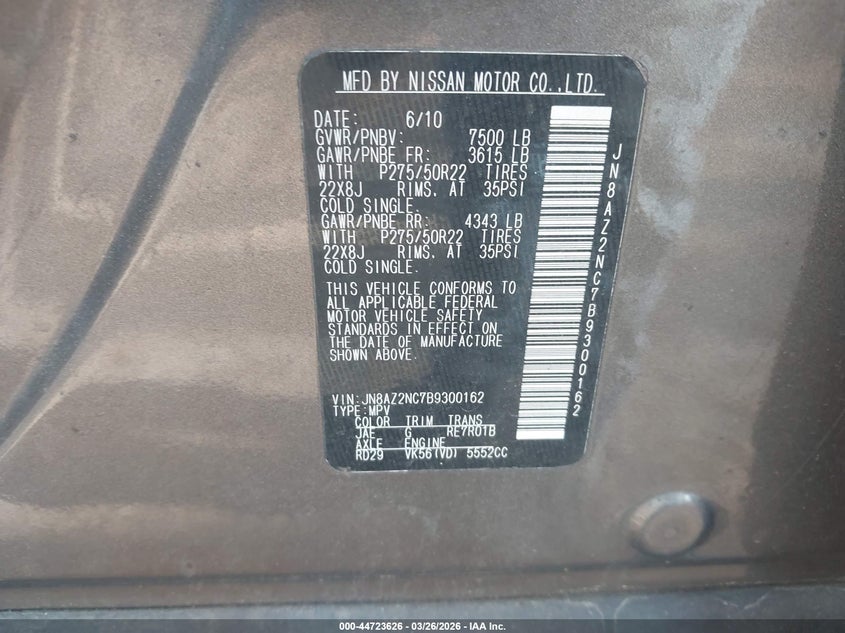 MFD BY NISSAN MOTOR CO.,LTD.
DATE: 6/10
GVWR/PNBV: 7500 LB
GAWR/PNBE FR: 3615 LB
WITH P275/50R22 TIRES
22X8J RIMS. AT 35PSI
COLD SINGLE.
GAWR/PNBE RR: 4343 LB
WITH P275/50R22 TIRES
22X8J RIMS. AT 35PSI
COLD SINGLE.
THIS VEHICLE CONFORMS TO
ALL APPLICABLE FEDERAL
MOTOR VEHICLE SAFETY
STANDARDS IN EFFECT ON
THE DATE OF MANUFACTURE
SHOWN ABOVE.
VIN:JN8AZ2NC7B9300162
TYPE:MPV
COLOR TRIM TRANS
JAE G RE7R01B
AXLE ENGINE
RD29 VK56(VD) 5552CC
JN8AZ2NC7B9300162
000-44723626 - 03/26/2026 - IAA Inc.